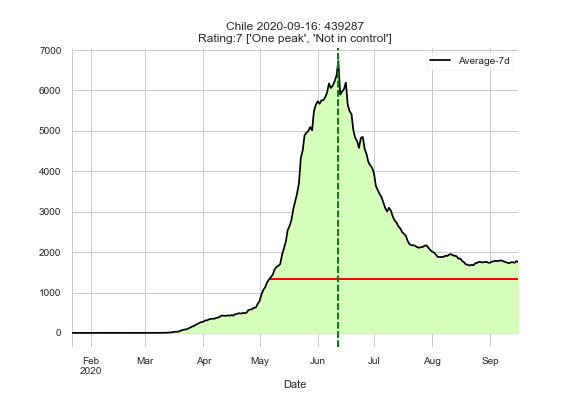 Chile 2020-09-16: 439287
Rating:7 ['One peak', 'Not in control']
Average-7d
7000
6000
5000
4000
3000
2000
1000
0
Feb Mar Apr May Jun Jul Aug Sep
2020
Date